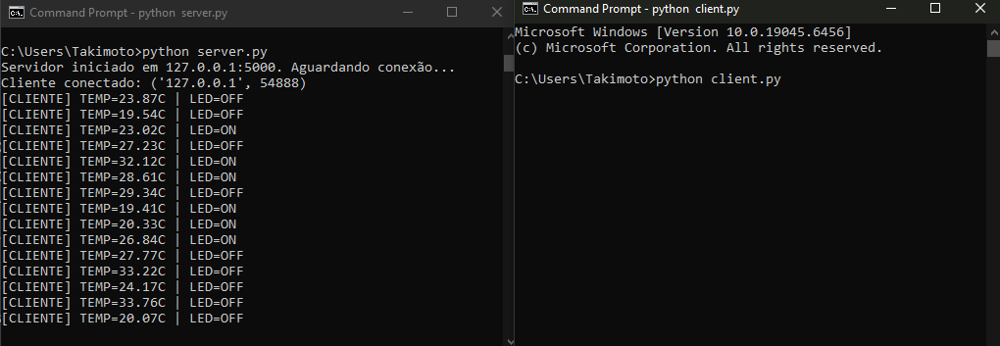 Command Prompt - python  server.py
C:\Users\Takimoto>python server.py
Servidor iniciado em 127.0.0.1:5000. Aguardando conexão...
Cliente conectado: ('127.0.0.1', 54888)
[CLIENTE] TEMP=23.87C | LED=OFF
[CLIENTE] TEMP=19.54C | LED=OFF
[CLIENTE] TEMP=23.02C | LED=ON
[CLIENTE] TEMP=27.23C | LED=OFF
[CLIENTE] TEMP=32.12C | LED=ON
[CLIENTE] TEMP=28.61C | LED=ON
[CLIENTE] TEMP=29.34C | LED=OFF
[CLIENTE] TEMP=19.41C | LED=ON
[CLIENTE] TEMP=20.33C | LED=ON
[CLIENTE] TEMP=26.84C | LED=ON
[CLIENTE] TEMP=27.77C | LED=OFF
[CLIENTE] TEMP=33.22C | LED=OFF
[CLIENTE] TEMP=24.17C | LED=OFF
[CLIENTE] TEMP=33.76C | LED=OFF
[CLIENTE] TEMP=20.07C | LED=OFF
Command Prompt - python  client.py
Microsoft Windows [Version 10.0.19045.6456]
(c) Microsoft Corporation. All rights reserved.
C:\Users\Takimoto>python client.py